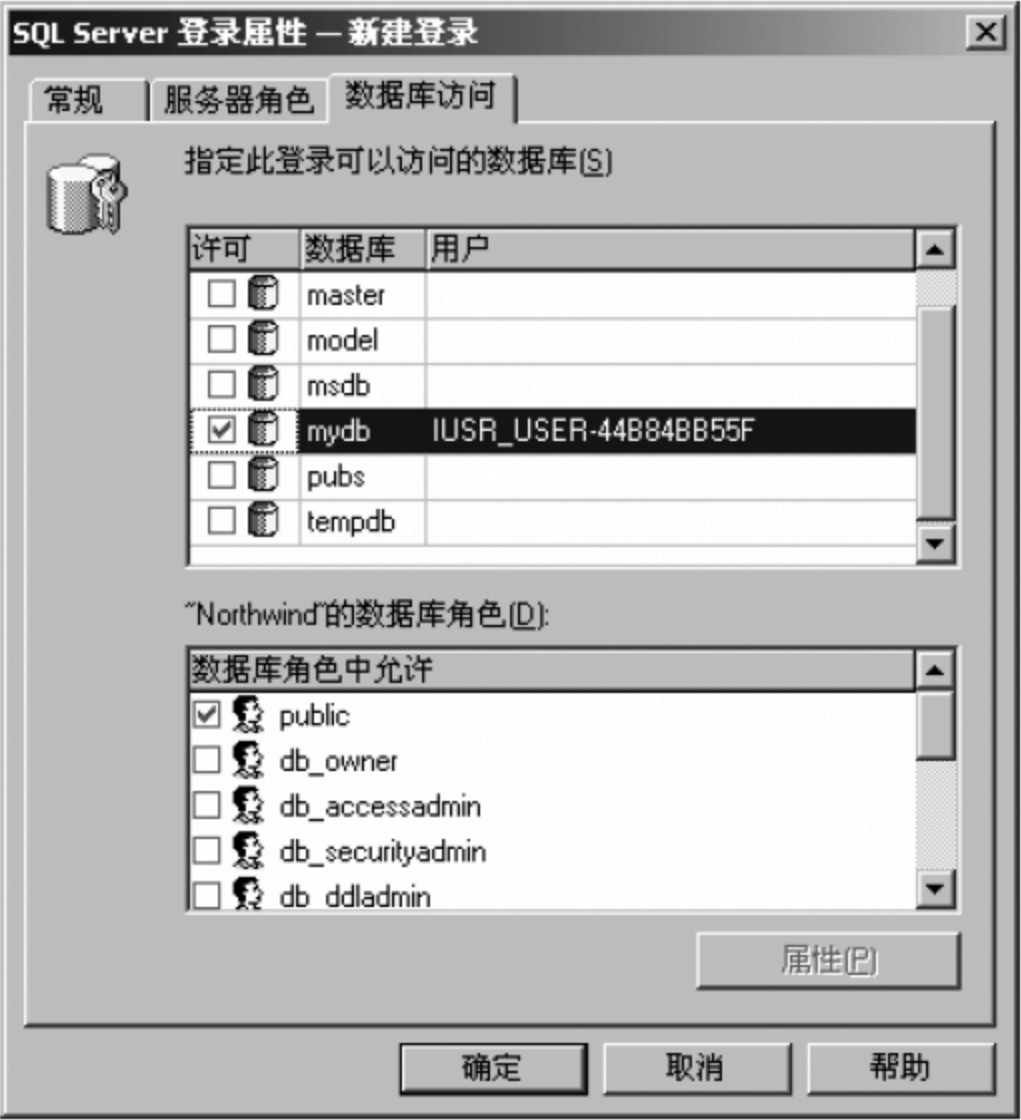 SQL Server 登录属性 — 新建登录
常规 服务器角色 数据库访问
指定此登录可以访问的数据库(S)
许可 数据库 用户
master
model
msdb
mydb IUSR_USER-44B84BB55F
pubs
tempdb
“Northwind”的数据库角色(D):
数据库角色中允许
public
db_owner
db_accessadmin
db_securityadmin
db_ddladmin
属性(P)
确定 取消 帮助